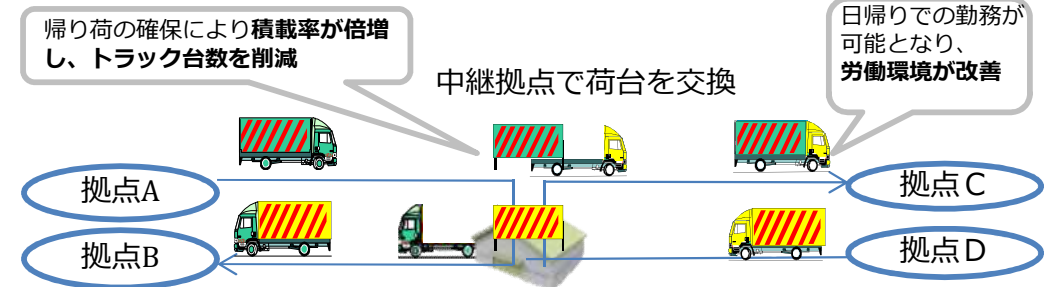 帰り荷の確保により積載率が倍増
し、トラック台数を削減
日帰りでの勤務が
可能となり、
労働環境が改善
中継拠点で荷台を交換
拠点A
拠点C
拠点B
拠点D